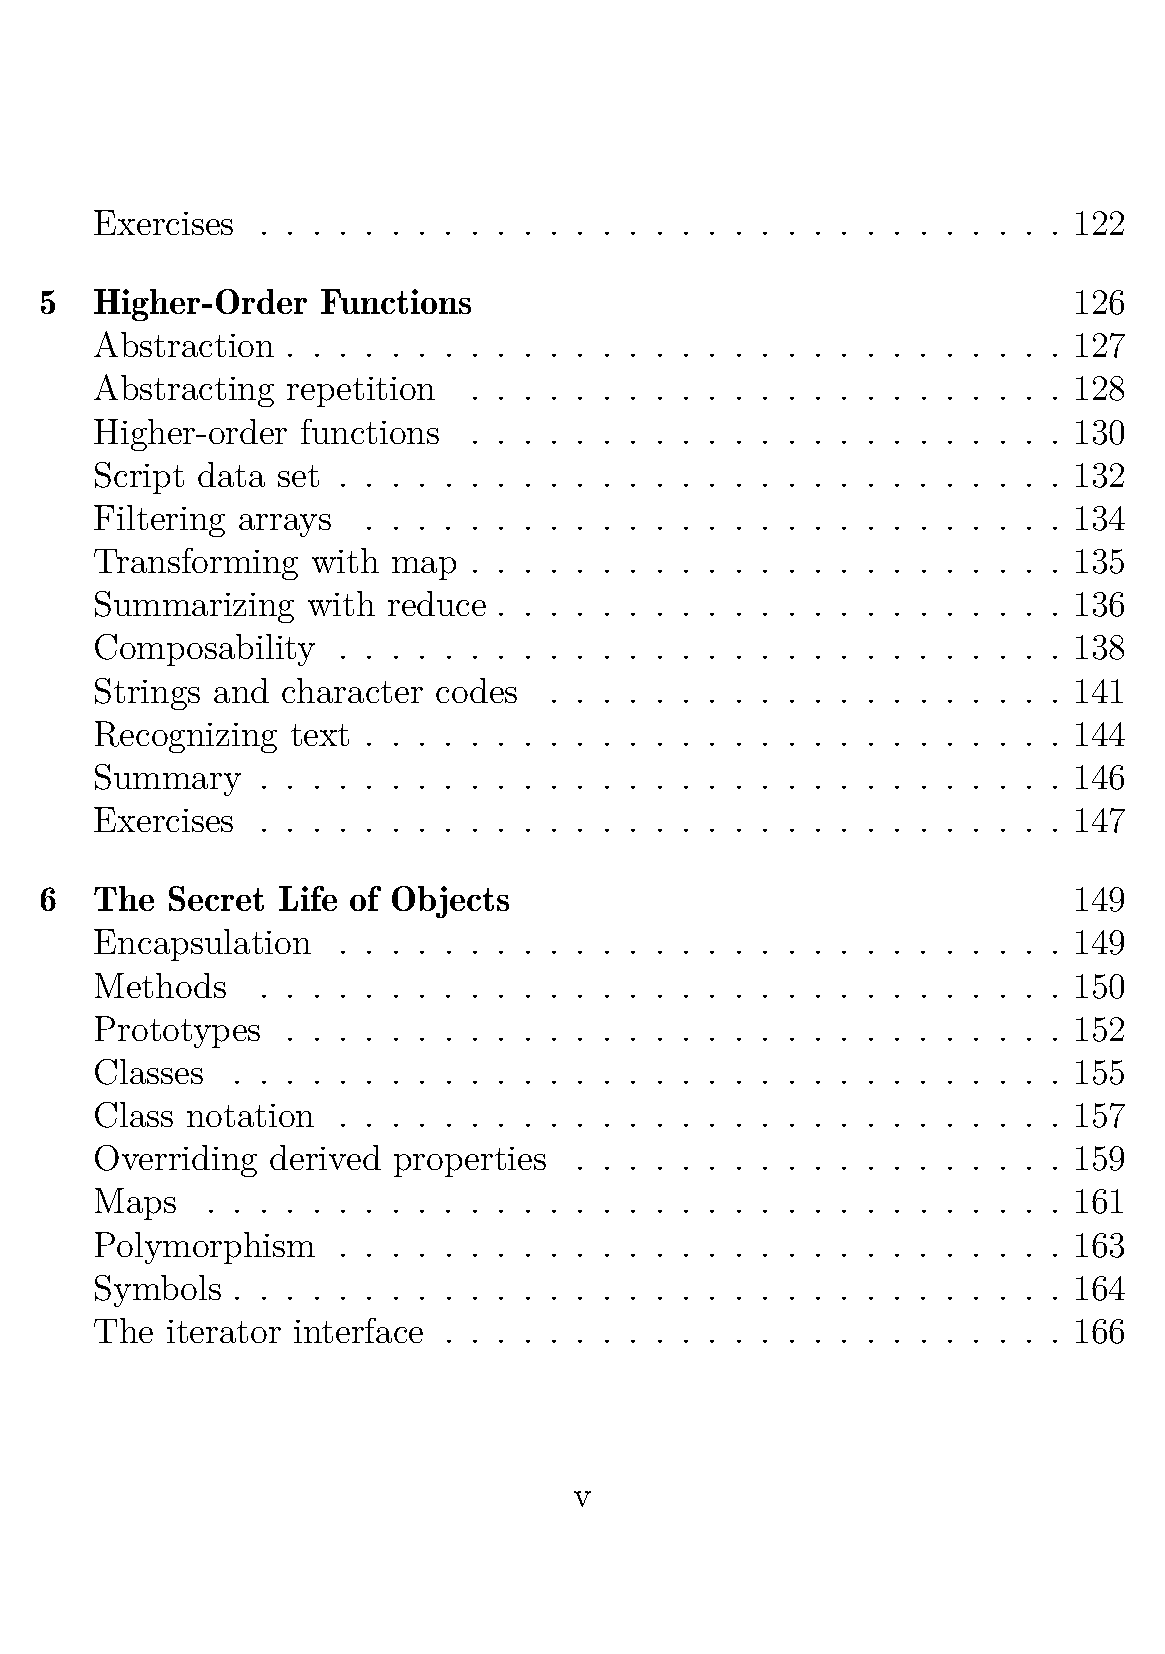 Exercises . . . . . . . . . . . . . . . . . . . . . . . . . . . . . . . 122
5 Higher-Order Functions 126
Abstraction . . . . . . . . . . . . . . . . . . . . . . . . . . . . . . 127
Abstracting repetition . . . . . . . . . . . . . . . . . . . . . . . 128
Higher-order functions . . . . . . . . . . . . . . . . . . . . . . . 130
Script data set . . . . . . . . . . . . . . . . . . . . . . . . . . . . 132
Filtering arrays . . . . . . . . . . . . . . . . . . . . . . . . . . . 134
Transforming with map . . . . . . . . . . . . . . . . . . . . . . . 135
Summarizing with reduce . . . . . . . . . . . . . . . . . . . . . . 136
Composability . . . . . . . . . . . . . . . . . . . . . . . . . . . . 138
Strings and character codes . . . . . . . . . . . . . . . . . . . . 141
Recognizing text . . . . . . . . . . . . . . . . . . . . . . . . . . . 144
Summary . . . . . . . . . . . . . . . . . . . . . . . . . . . . . . . 146
Exercises . . . . . . . . . . . . . . . . . . . . . . . . . . . . . . . 147
6 The Secret Life of Objects 149
Encapsulation . . . . . . . . . . . . . . . . . . . . . . . . . . . . 149
Methods . . . . . . . . . . . . . . . . . . . . . . . . . . . . . . . 150
Prototypes . . . . . . . . . . . . . . . . . . . . . . . . . . . . . . 152
Classes . . . . . . . . . . . . . . . . . . . . . . . . . . . . . . . . 155
Class notation . . . . . . . . . . . . . . . . . . . . . . . . . . . . 157
Overriding derived properties . . . . . . . . . . . . . . . . . . . 159
Maps . . . . . . . . . . . . . . . . . . . . . . . . . . . . . . . . . 161
Polymorphism . . . . . . . . . . . . . . . . . . . . . . . . . . . . 163
Symbols . . . . . . . . . . . . . . . . . . . . . . . . . . . . . . . . 164
The iterator interface . . . . . . . . . . . . . . . . . . . . . . . . 166
v